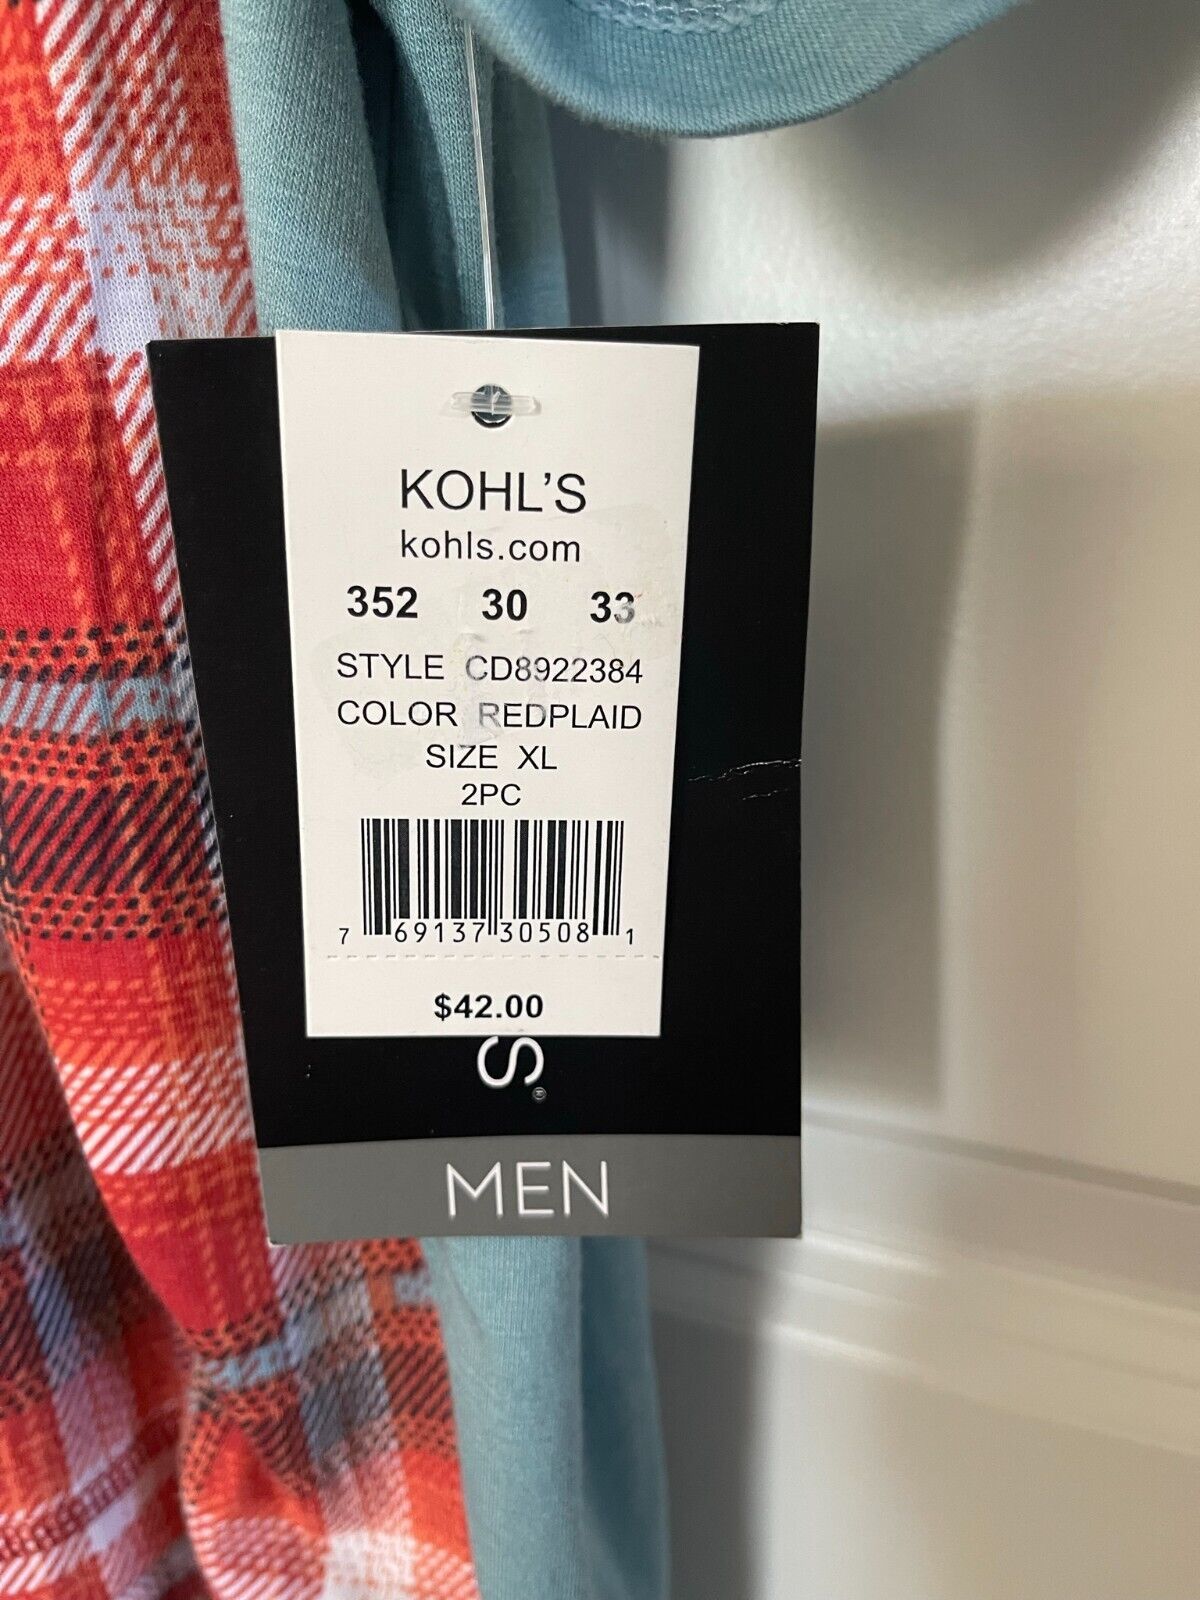 KOHL'S
kohls.com
352 30 33
STYLE CD8922384
COLOR REDPLAID
SIZE XL
2PC
7 69137 30508 1
$42.00
S®
MEN